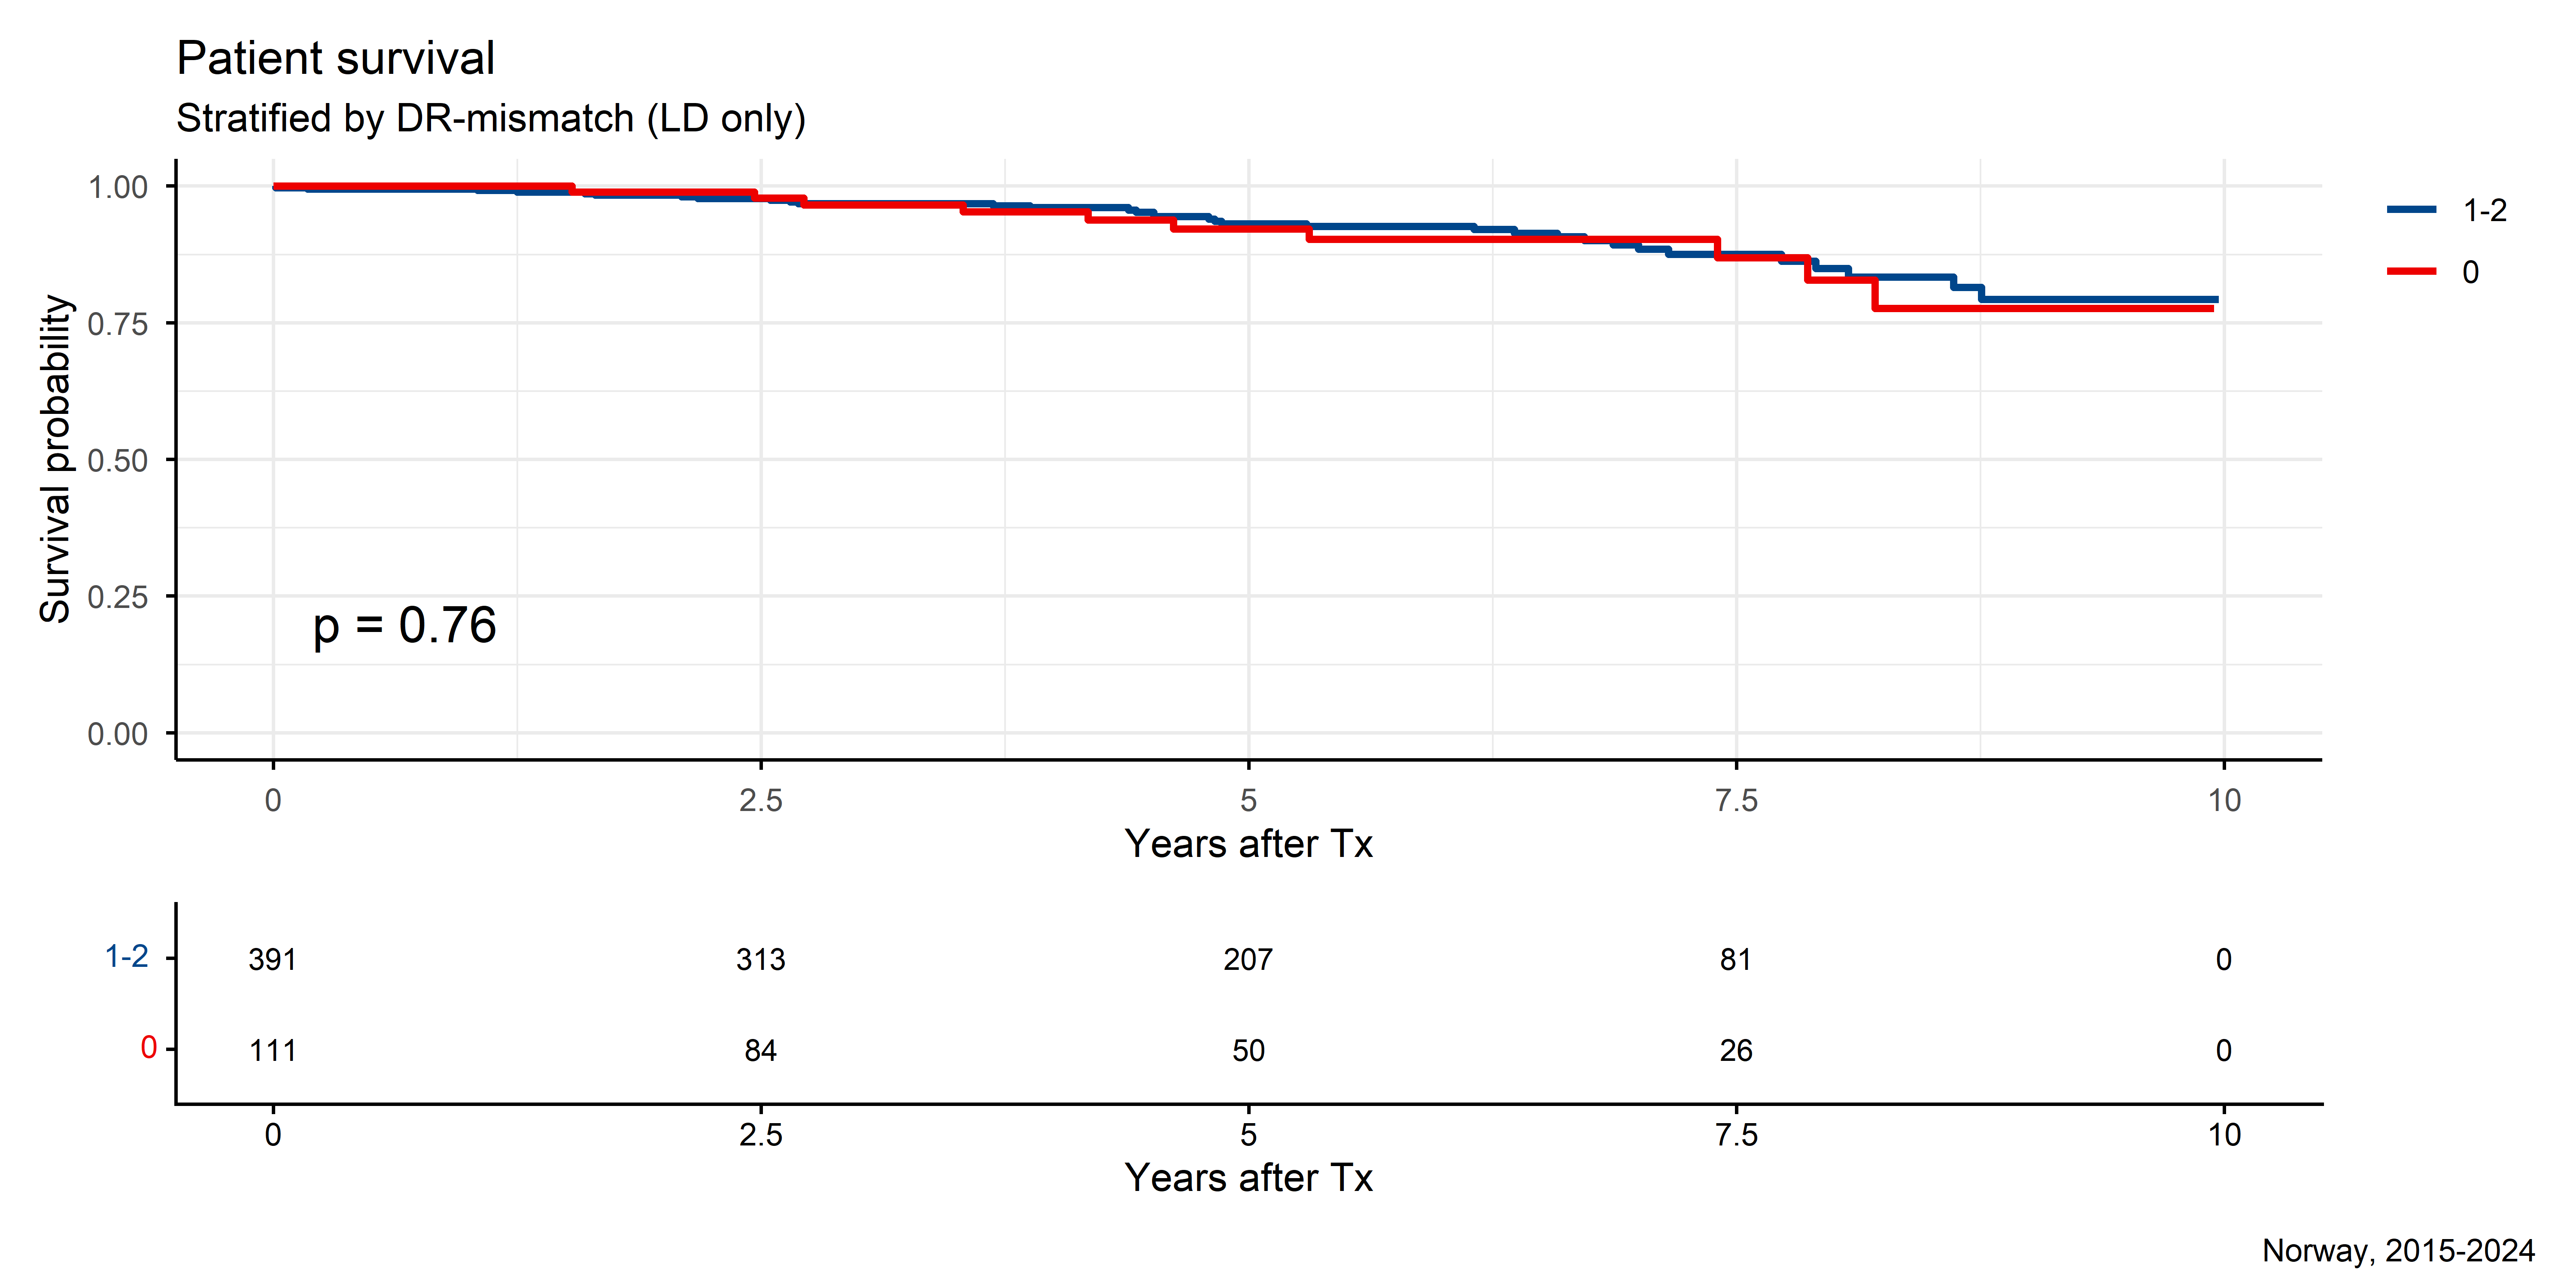 Patient survival
Stratified by DR-mismatch (LD only)
Survival probability
1.00
0.75
0.50
0.25
0.00
p = 0.76
1-2
0
0 2.5 5 7.5 10
Years after Tx
1-2 391 313 207 81 0
0 111 84 50 26 0
0 2.5 5 7.5 10
Years after Tx
Norway, 2015-2024